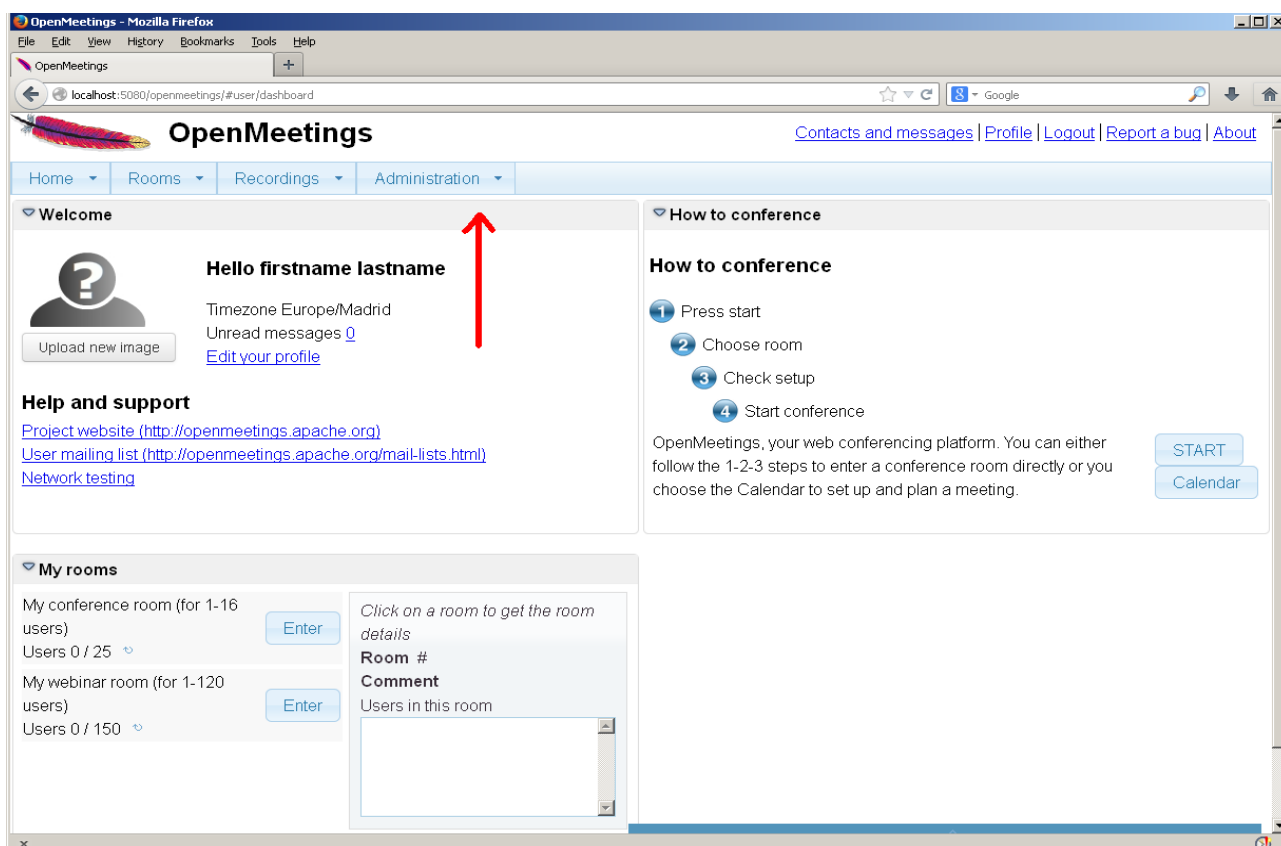 OpenMeetings - Mozilla Firefox
File Edit View History Bookmarks Tools Help
OpenMeetings
localhost:5080/openmeetings/#user/dashboard
8 Google
OpenMeetings
Contacts and messages | Profile | Logout | Report a bug | About
Home Rooms Recordings Administration
Welcome
Hello firstname lastname
Timezone Europe/Madrid
Unread messages 0
Upload new image
Edit your profile
Help and support
Project website (http://openmeetings.apache.org)
User mailing list (http://openmeetings.apache.org/mail-lists.html)
Network testing
How to conference
How to conference
1 Press start
2 Choose room
3 Check setup
4 Start conference
OpenMeetings, your web conferencing platform. You can either
follow the 1-2-3 steps to enter a conference room directly or you
choose the Calendar to set up and plan a meeting.
START
Calendar
My rooms
My conference room (for 1-16
users)
Users 0 / 25
Enter
My webinar room (for 1-120
users)
Users 0 / 150
Enter
Click on a room to get the room
details
Room #
Comment
Users in this room